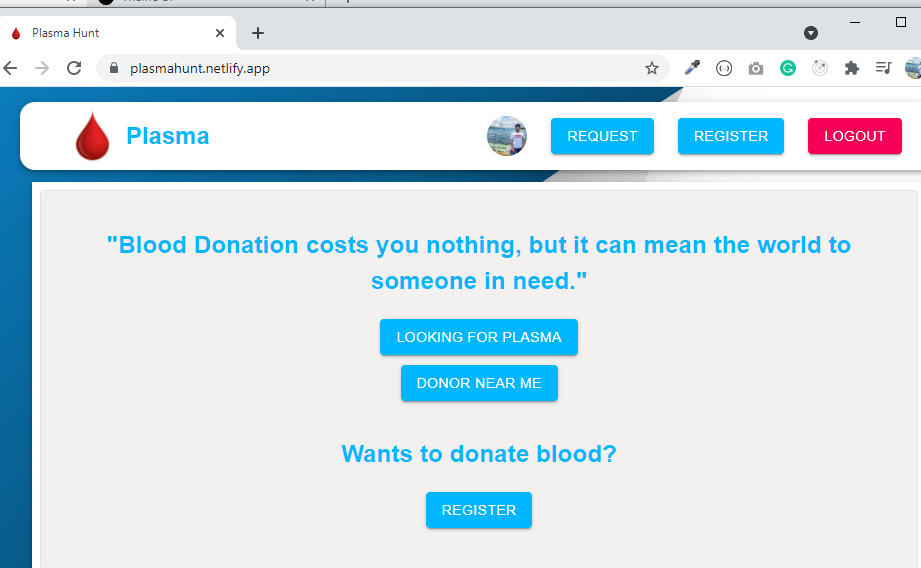 Plasma Hunt
plasmahunt.netlify.app
Plasma
REQUEST
REGISTER
LOGOUT
"Blood Donation costs you nothing, but it can mean the world to
someone in need."
LOOKING FOR PLASMA
DONOR NEAR ME
Wants to donate blood?
REGISTER